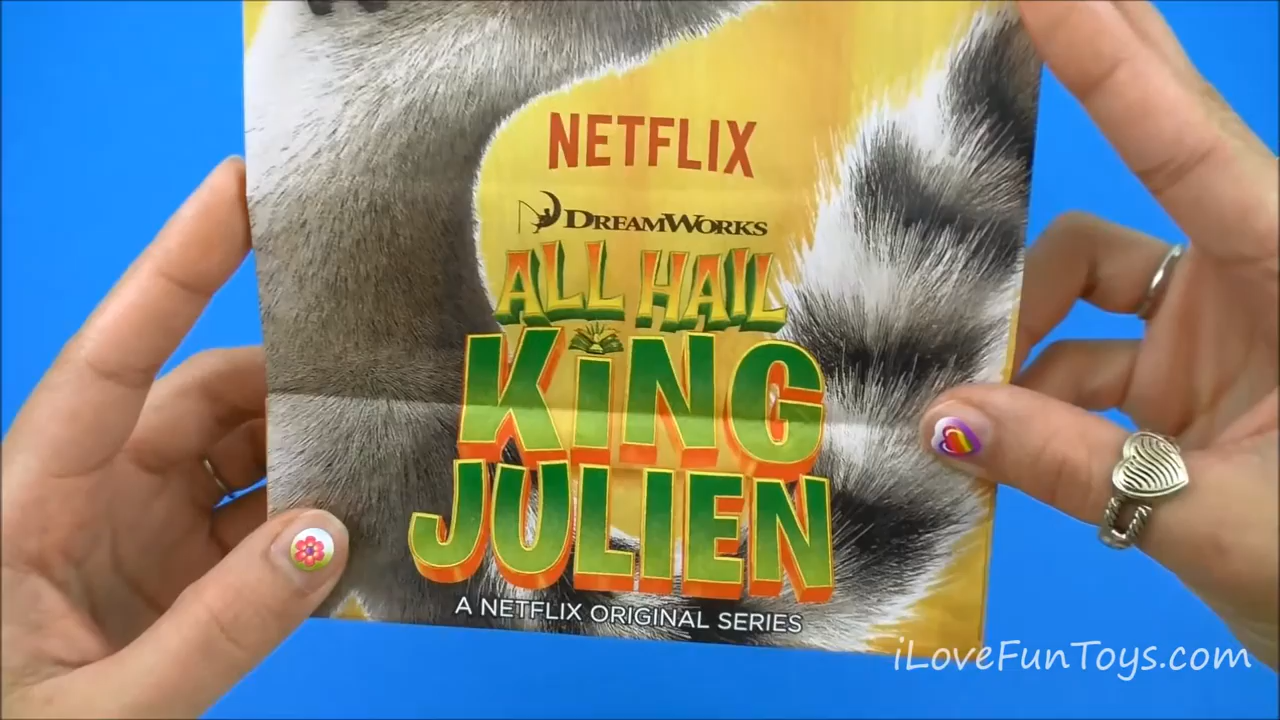 NETFLIX
DREAMWORKS
ALL HAIL
KING
JULIEN
A NETFLIX ORIGINAL SERIES
iLoveFunToys.com